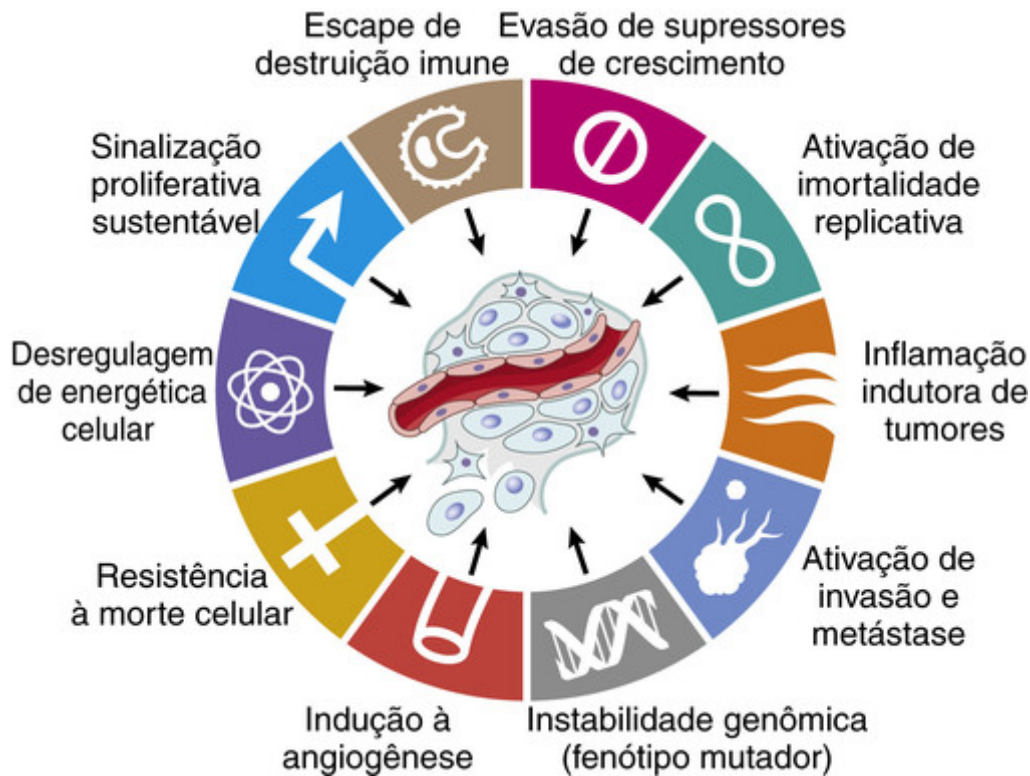 Escape de
destruição imune
Evasão de supressores
de crescimento
Ativação de
imortalidade
replicativa
Inflamação
indutora de
tumores
Ativação de
invasão e
metástase
Instabilidade genômica
(fenótipo mutador)
Indução à
angiogênese
Resistência
à morte celular
Desregulagem
de energética
celular
Sinalização
proliferativa
sustentável